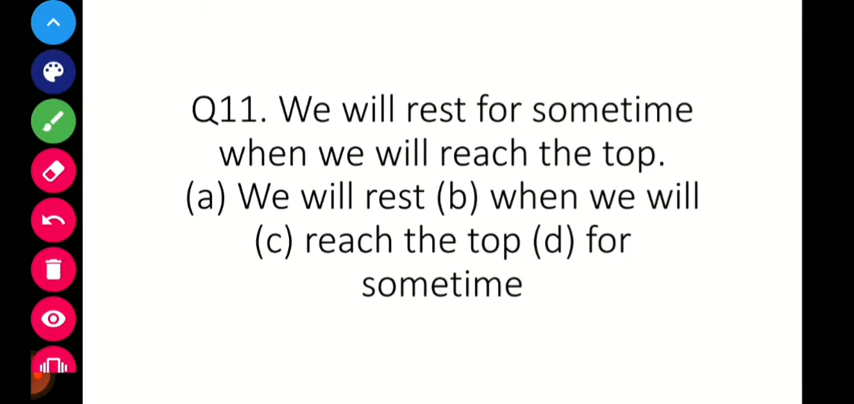 Q11. We will rest for sometime
when we will reach the top.
(a) We will rest (b) when we will
(c) reach the top (d) for
sometime